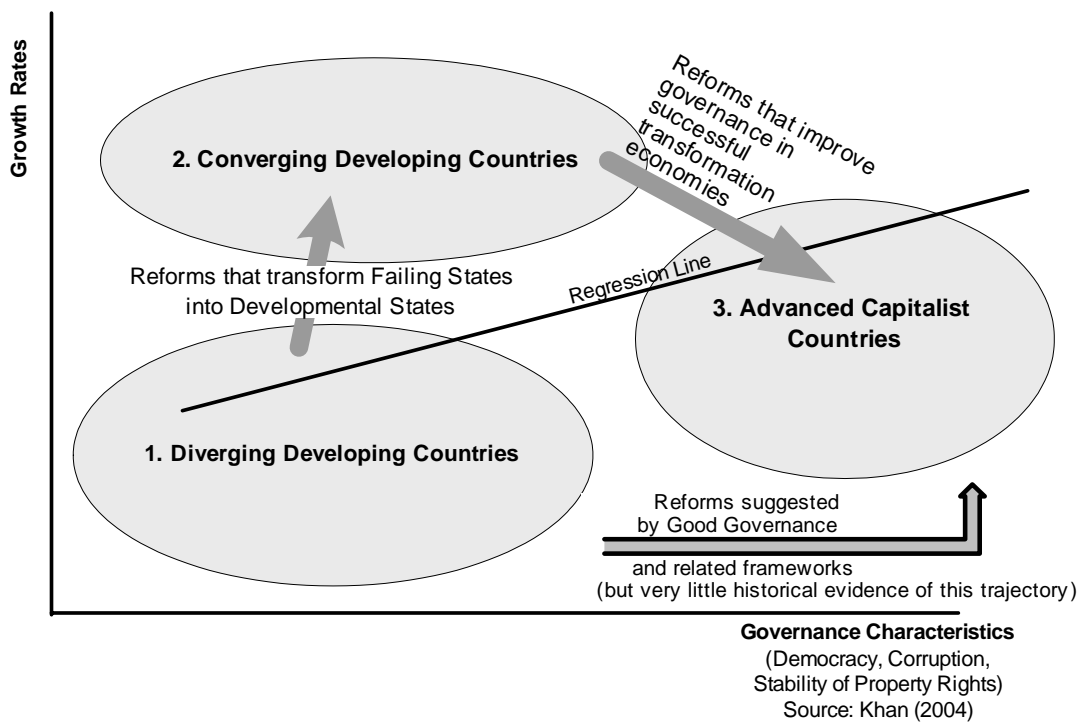 Growth Rates
Reforms that improve
governance in
successful
transformation
economies
2. Converging Developing Countries
Reforms that transform Failing States
into Developmental States
Regression Line
3. Advanced Capitalist
Countries
1. Diverging Developing Countries
Reforms suggested
by Good Governance
and related frameworks
(but very little historical evidence of this trajectory)
Governance Characteristics
(Democracy, Corruption,
Stability of Property Rights)
Source: Khan (2004)